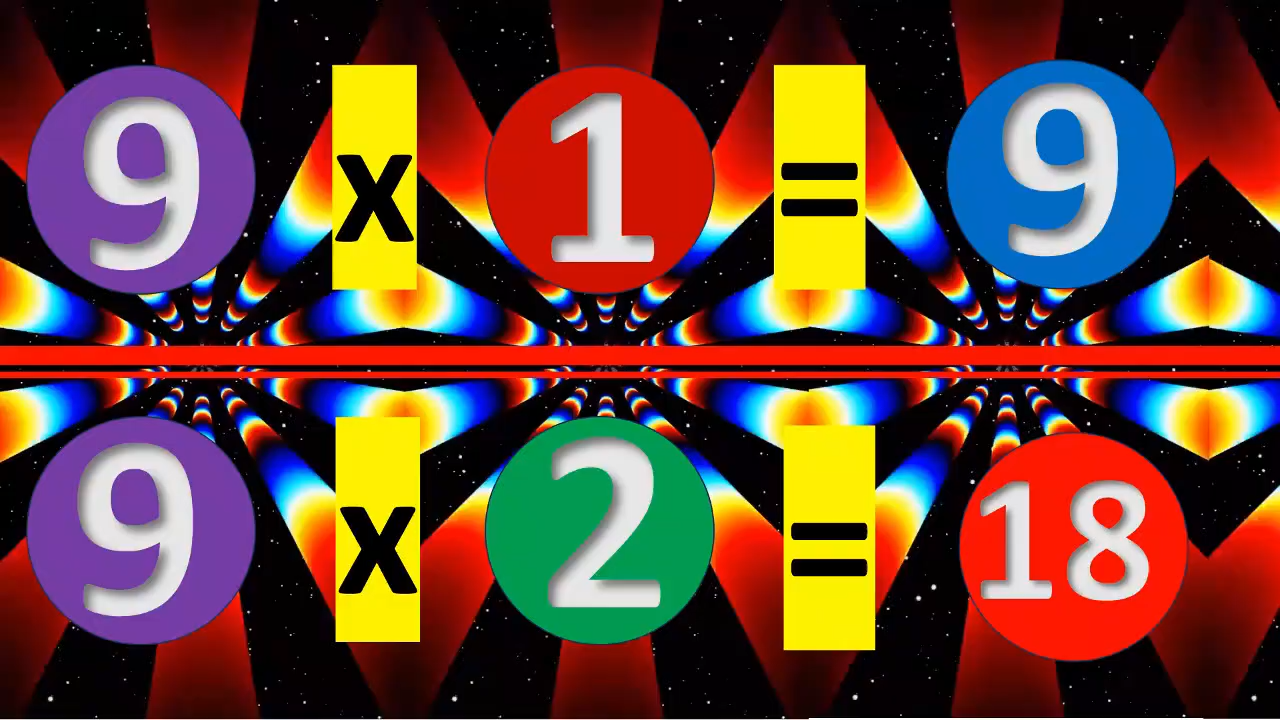 9 x 1 = 9
9 x 2 = 18